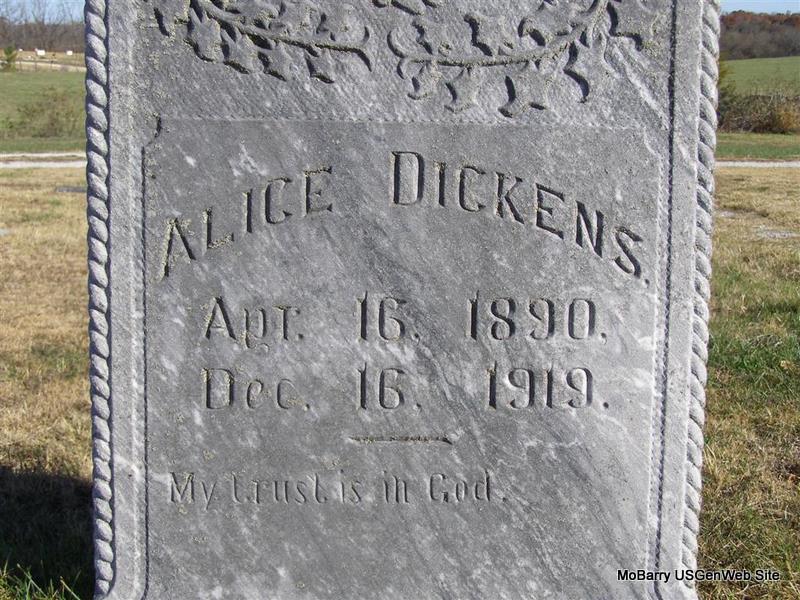 ALICE DICKENS.
Apr. 16. 1890,
Dec. 16. 1919.
My trust is in God.
MoBarry USGenWeb Site